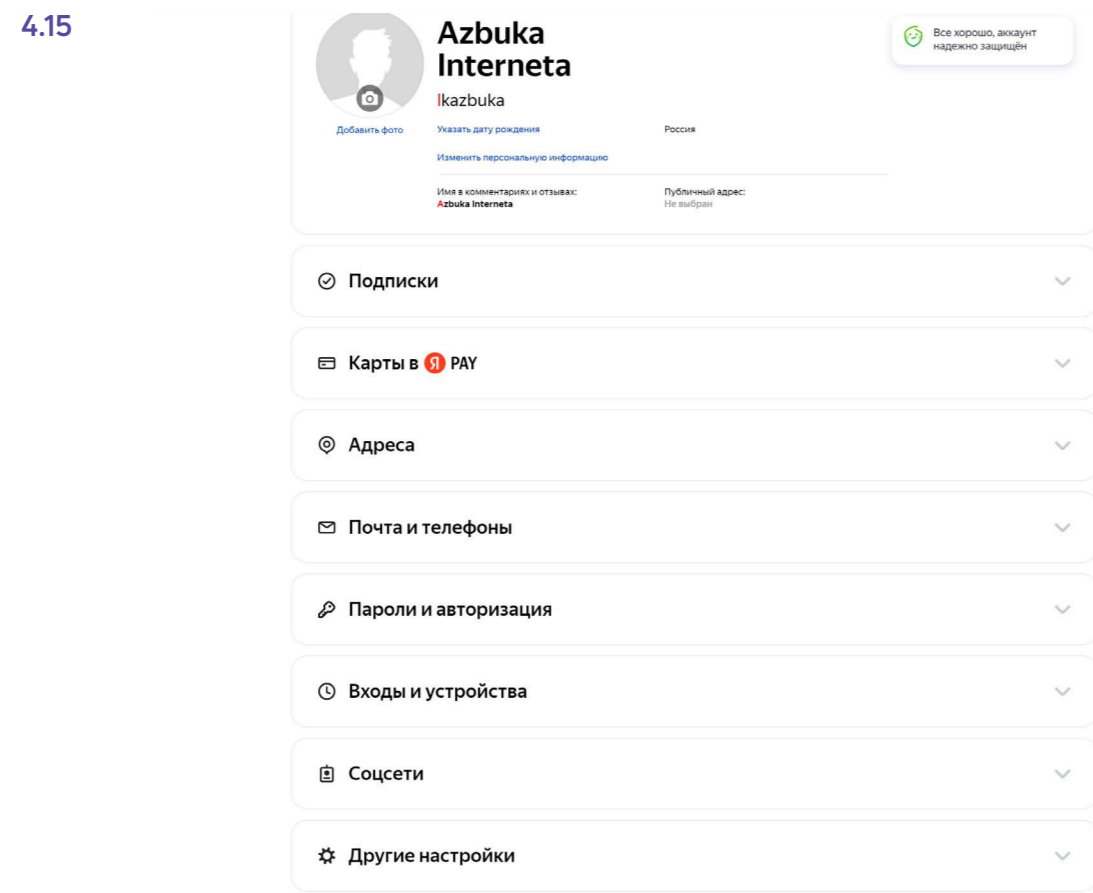 4.15
Azbuka
Interneta
lkazbuka
Все хорошо, аккаунт
надежно защищён
Добавить фото
Указать дату рождения
Россия
Изменить персональную информацию
Имя в комментариях и отзывах:
Azbuka Interneta
Публичный адрес:
Не выбран
Подписки
Карты в Я PAY
Адреса
Почта и телефоны
Пароли и авторизация
Входы и устройства
Соцсети
Другие настройки